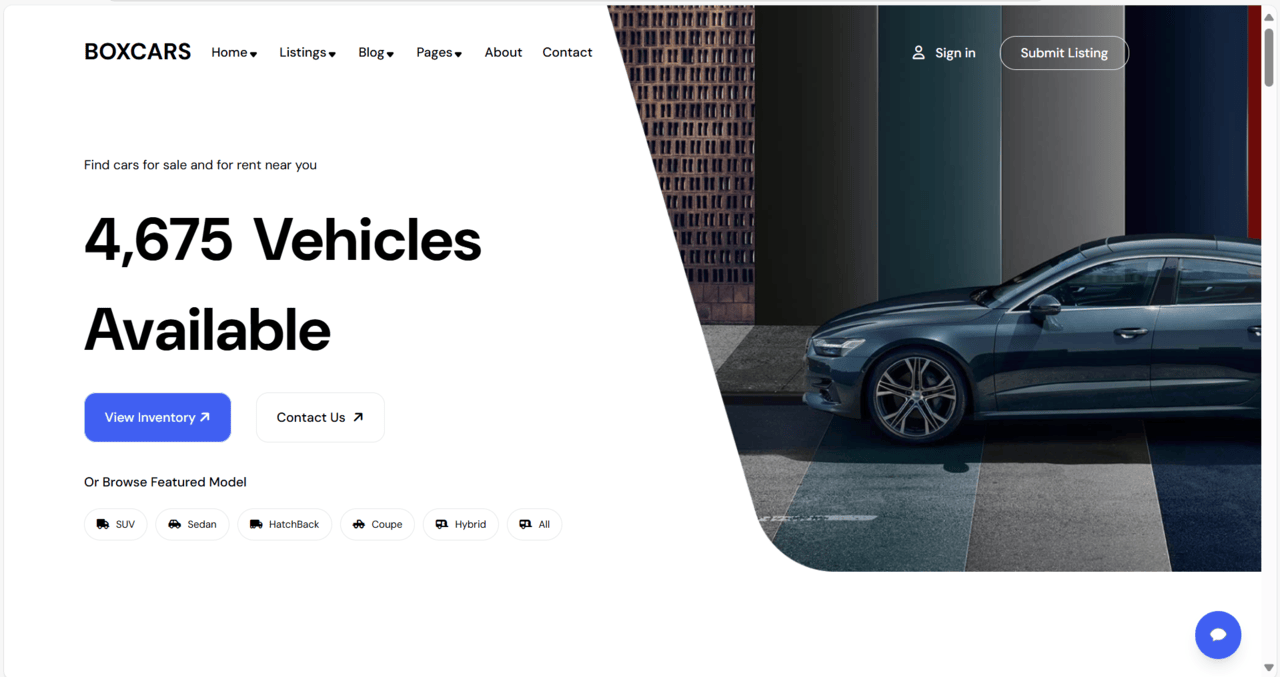 BOXCARS Home Listings Blog Pages About Contact Sign in Submit Listing
Find cars for sale and for rent near you
4,675 Vehicles
Available
View Inventory Contact Us
Or Browse Featured Model
SUV Sedan HatchBack Coupe Hybrid All